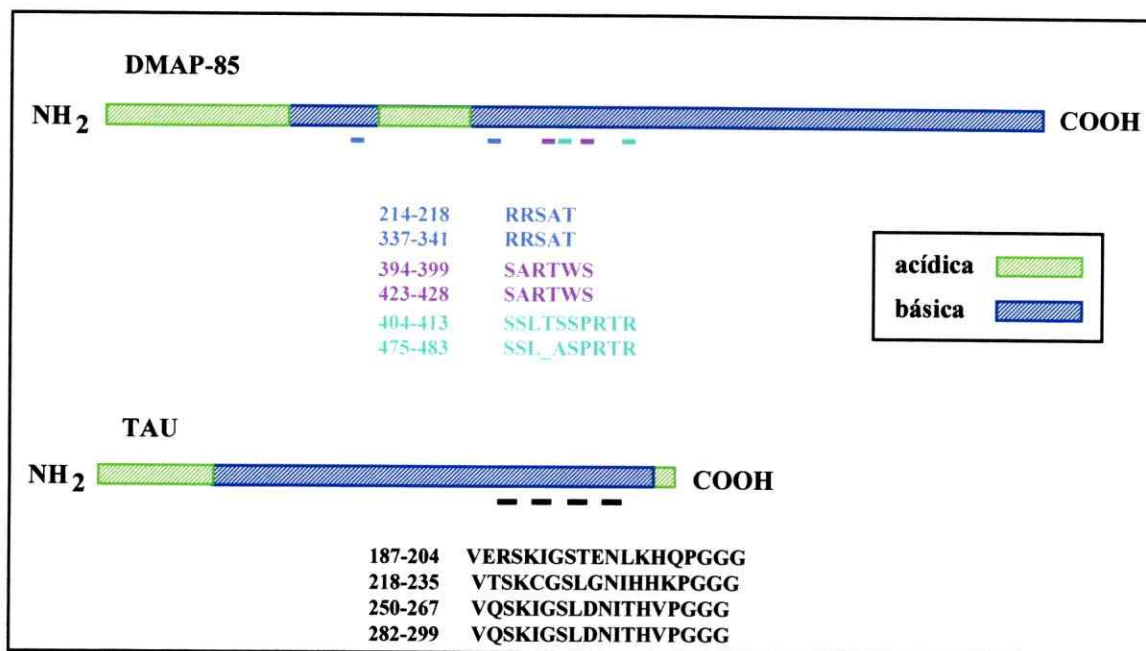 DMAP-85
NH2 COOH
214-218 RRSAT
337-341 RRSAT
394-399 SARTWS
423-428 SARTWS
404-413 SSLTSSPRTR
475-483 SSL_ASPRTR
acídica
básica
TAU
NH2 COOH
187-204 VERSKIGSTENLKHQPGGG
218-235 VTSKCGSLGNIHHKPGGG
250-267 VQSKIGSLDNITHVPGGG
282-299 VQSKIGSLDNITHVPGGG